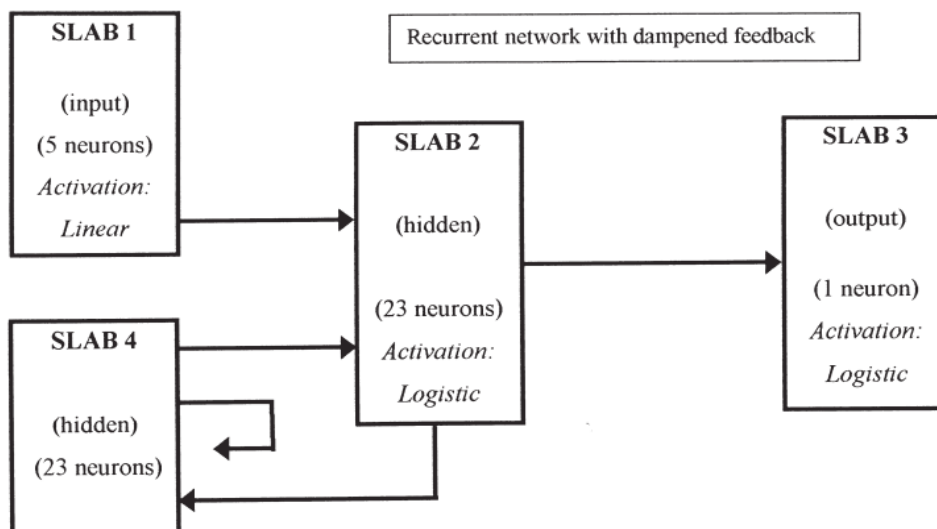 SLAB 1
(input)
(5 neurons)
Activation:
Linear
Recurrent network with dampened feedback
SLAB 2
(hidden)
(23 neurons)
Activation:
Logistic
SLAB 3
(output)
(1 neuron)
Activation:
Logistic
SLAB 4
(hidden)
(23 neurons)